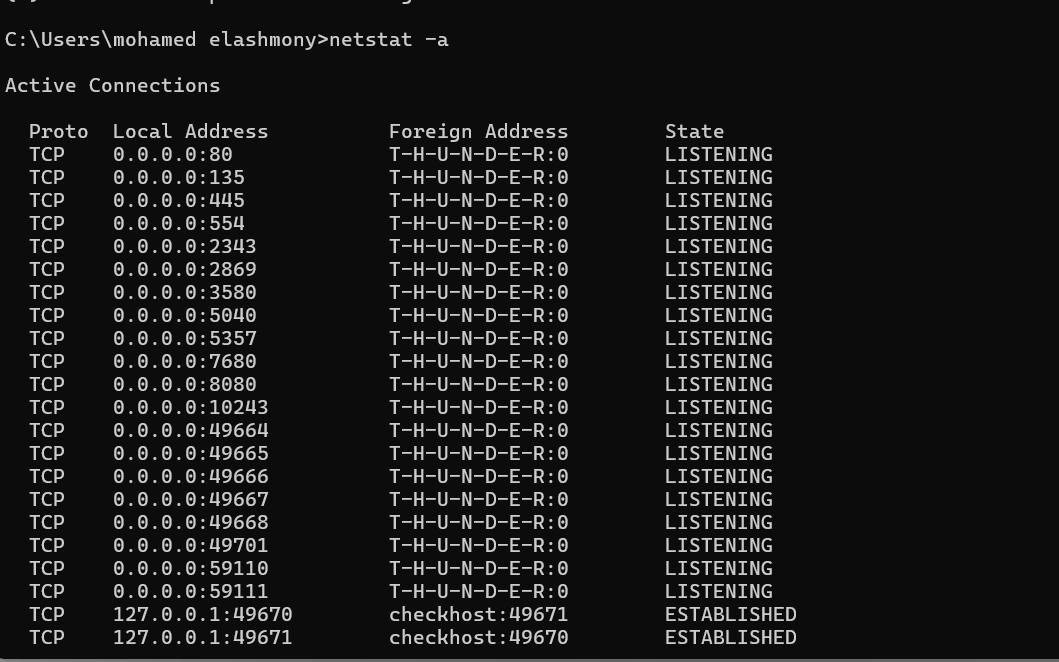 C:\Users\mohamed elashmony>netstat -a
Active Connections
Proto  Local Address          Foreign Address        State
TCP    0.0.0.0:80             T-H-U-N-D-E-R:0        LISTENING
TCP    0.0.0.0:135            T-H-U-N-D-E-R:0        LISTENING
TCP    0.0.0.0:445            T-H-U-N-D-E-R:0        LISTENING
TCP    0.0.0.0:554            T-H-U-N-D-E-R:0        LISTENING
TCP    0.0.0.0:2343           T-H-U-N-D-E-R:0        LISTENING
TCP    0.0.0.0:2869           T-H-U-N-D-E-R:0        LISTENING
TCP    0.0.0.0:3580           T-H-U-N-D-E-R:0        LISTENING
TCP    0.0.0.0:5040           T-H-U-N-D-E-R:0        LISTENING
TCP    0.0.0.0:5357           T-H-U-N-D-E-R:0        LISTENING
TCP    0.0.0.0:7680           T-H-U-N-D-E-R:0        LISTENING
TCP    0.0.0.0:8080           T-H-U-N-D-E-R:0        LISTENING
TCP    0.0.0.0:10243          T-H-U-N-D-E-R:0        LISTENING
TCP    0.0.0.0:49664          T-H-U-N-D-E-R:0        LISTENING
TCP    0.0.0.0:49665          T-H-U-N-D-E-R:0        LISTENING
TCP    0.0.0.0:49666          T-H-U-N-D-E-R:0        LISTENING
TCP    0.0.0.0:49667          T-H-U-N-D-E-R:0        LISTENING
TCP    0.0.0.0:49668          T-H-U-N-D-E-R:0        LISTENING
TCP    0.0.0.0:49701          T-H-U-N-D-E-R:0        LISTENING
TCP    0.0.0.0:59110          T-H-U-N-D-E-R:0        LISTENING
TCP    0.0.0.0:59111          T-H-U-N-D-E-R:0        LISTENING
TCP    127.0.0.1:49670        checkhost:49671        ESTABLISHED
TCP    127.0.0.1:49671        checkhost:49670        ESTABLISHED